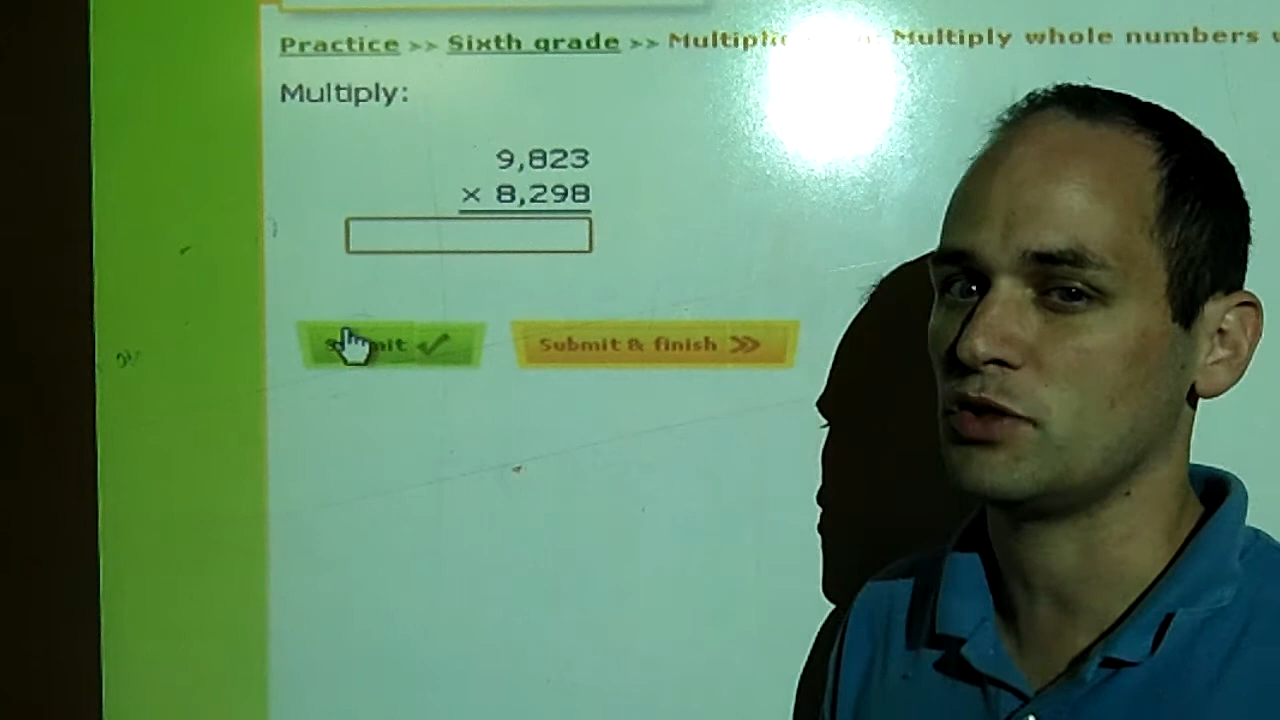 Practice >> Sixth grade >> Multiply whole numbers
Multiply:
9,823
× 8,298
Submit & finish >>